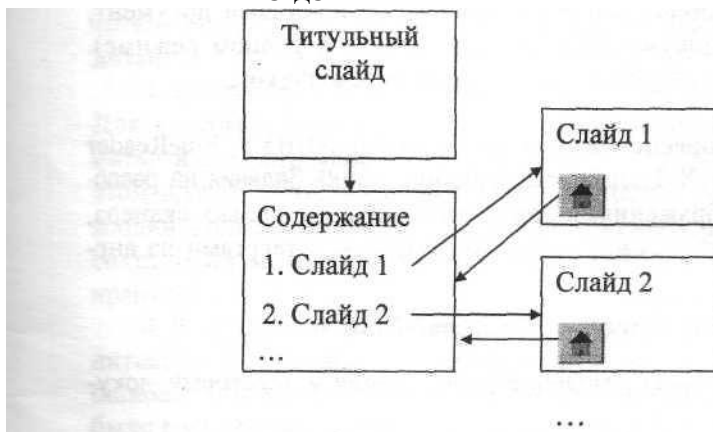 Титульный
слайд
Содержание
1. Слайд 1
2. Слайд 2
...
Слайд 1
Слайд 2
...